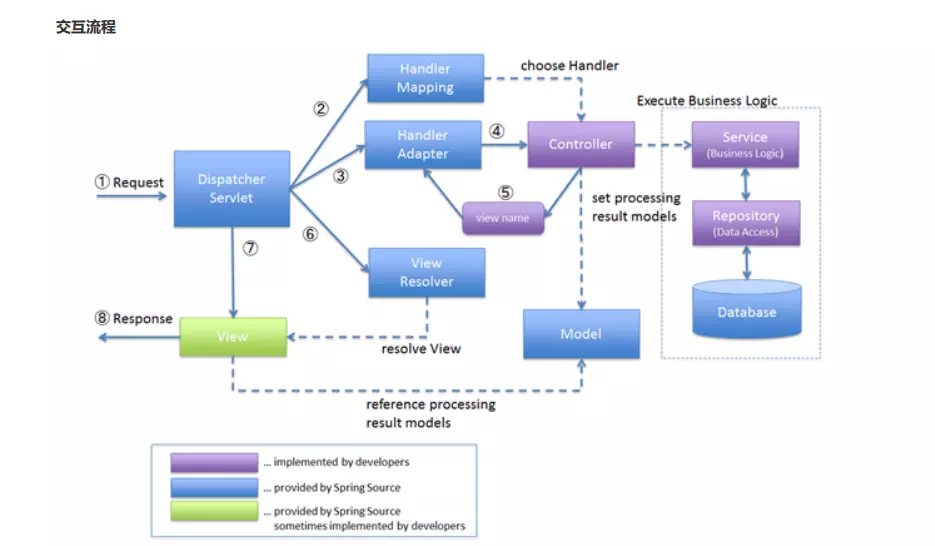 交互流程
Handler
Mapping
choose Handler
②
Execute Business Logic
Handler
Adapter
④
Controller
Service
(Business Logic)
① Request
Dispatcher
Servlet
③
⑤
view name
set processing
result models
Repository
(Data Access)
⑥
⑦
View
Resolver
Database
⑧ Response
View
resolve View
Model
reference processing
result models
... implemented by developers
... provided by Spring Source
... provided by Spring Source
sometimes implemented by developers